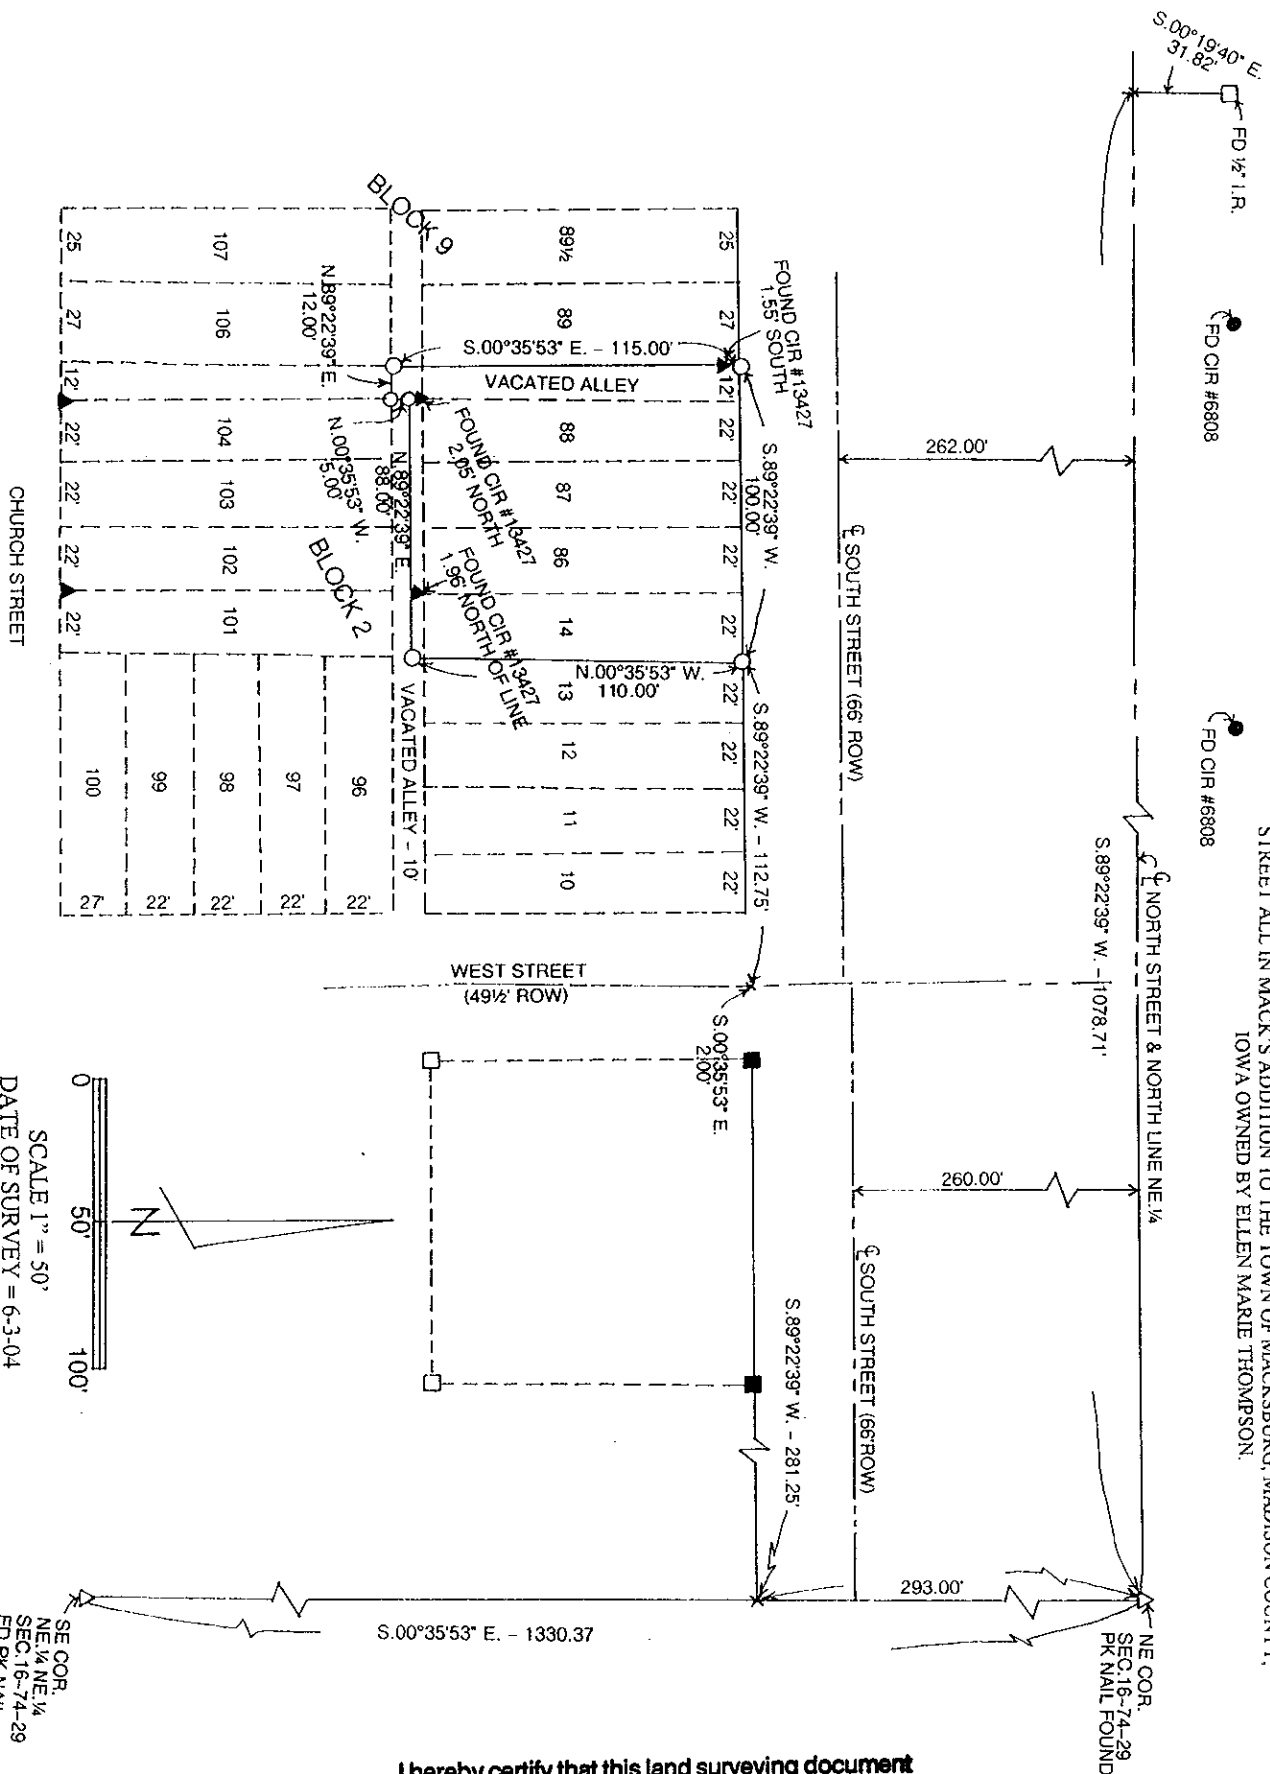 STREET ALL IN MACK'S ADDITION TO THE TOWN OF MACKSBURG, MADISON COUNTY,
IOWA OWNED BY ELLEN MARIE THOMPSON.
S.00°19'40" E.
31.82'
FD ½" I.R.
FD CIR #6808
FD CIR #6808
℄ NORTH STREET & NORTH LINE NE.¼
S.89°22'39" W. – 1078.71'
NE COR.
SEC.16–74–29
PK NAIL FOUND
262.00'
260.00'
293.00'
℄ SOUTH STREET (66' ROW)
℄ SOUTH STREET (66'ROW)
FOUND CIR #13427
1.55' SOUTH
S.89°22'39" W.
100.00'
S.89°22'39" W. – 112.75'
S.00°35'53" E.
2.00'
S.89°22'39" W. – 281.25'
25
27
12'
22'
22'
22'
22'
22'
22'
22'
22'
89½
89
88
87
86
14
13
12
11
10
S.00°35'53" E. – 115.00'
VACATED ALLEY
N.00°35'53" W.
110.00'
WEST STREET
(49½' ROW)
BLOCK 9
FOUND CIR #13427
2.05' NORTH
FOUND CIR #13427
1.96' NORTH OF LINE
N.89°22'39" E.
88.00'
N.00°35'53" W.
5.00'
N.89°22'39" E.
12.00'
VACATED ALLEY – 10'
BLOCK 2
107
106
104
103
102
101
96
97
98
99
100
25
27
12'
22'
22'
22'
22'
22'
22'
22'
22'
27'
CHURCH STREET
S.00°35'53" E. – 1330.37
SE COR.
NE.¼ NE.¼
SEC.16–74–29
FD PK NAIL
N
0
50'
100'
SCALE 1" = 50'
DATE OF SURVEY = 6-3-04
I hereby certify that this land surveying document